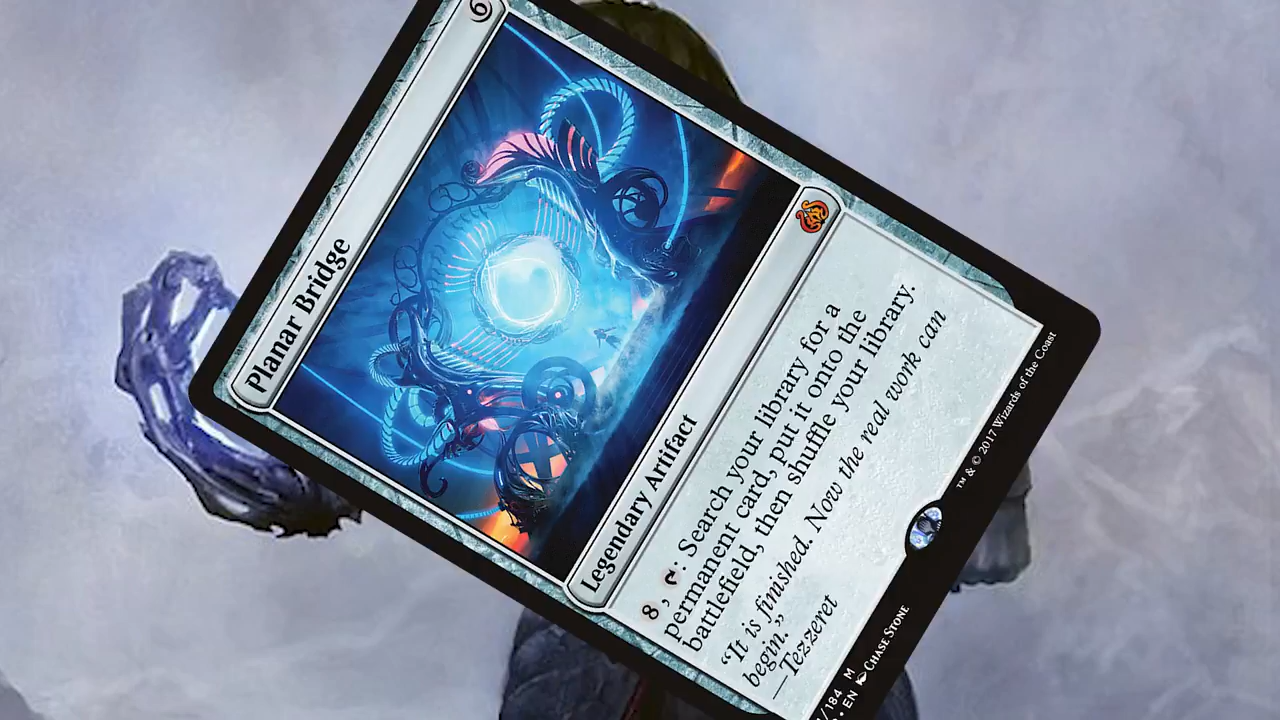 Planar Bridge 6
Legendary Artifact
8, : Search your library for a
permanent card, put it onto the
battlefield, then shuffle your library.
“It is finished. Now the real work can
begin.”
—Tezzeret
/184 M
• EN CHASE STONE
™ & © 2017 Wizards of the Coast